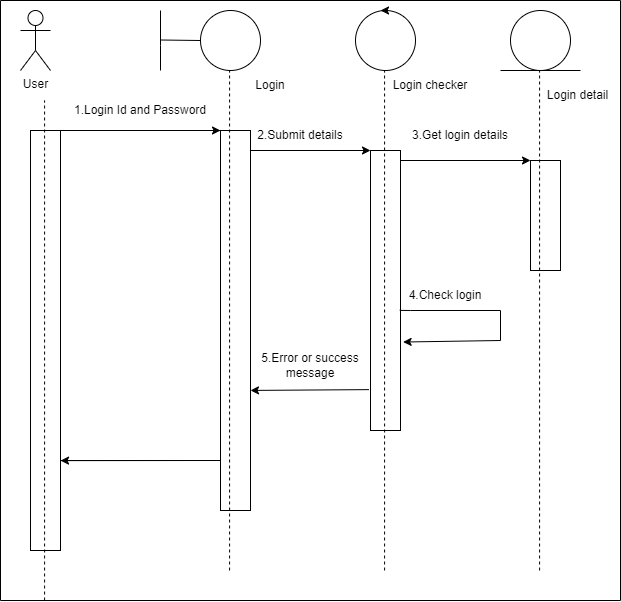 User
Login
Login checker
Login detail
1.Login Id and Password
2.Submit details
3.Get login details
4.Check login
5.Error or success
message